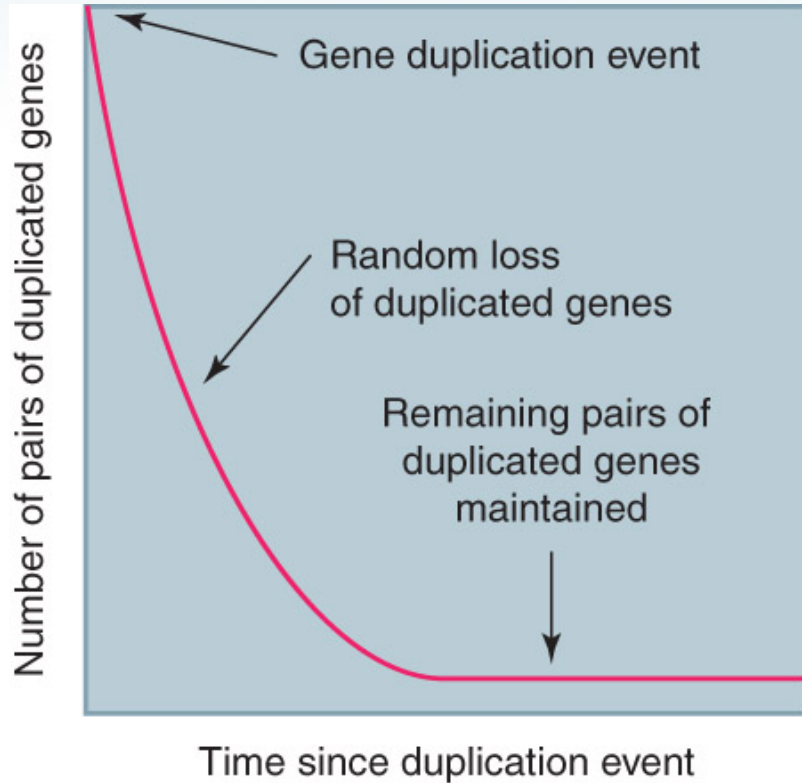 Number of pairs of duplicated genes
Gene duplication event
Random loss
of duplicated genes
Remaining pairs of
duplicated genes
maintained
Time since duplication event